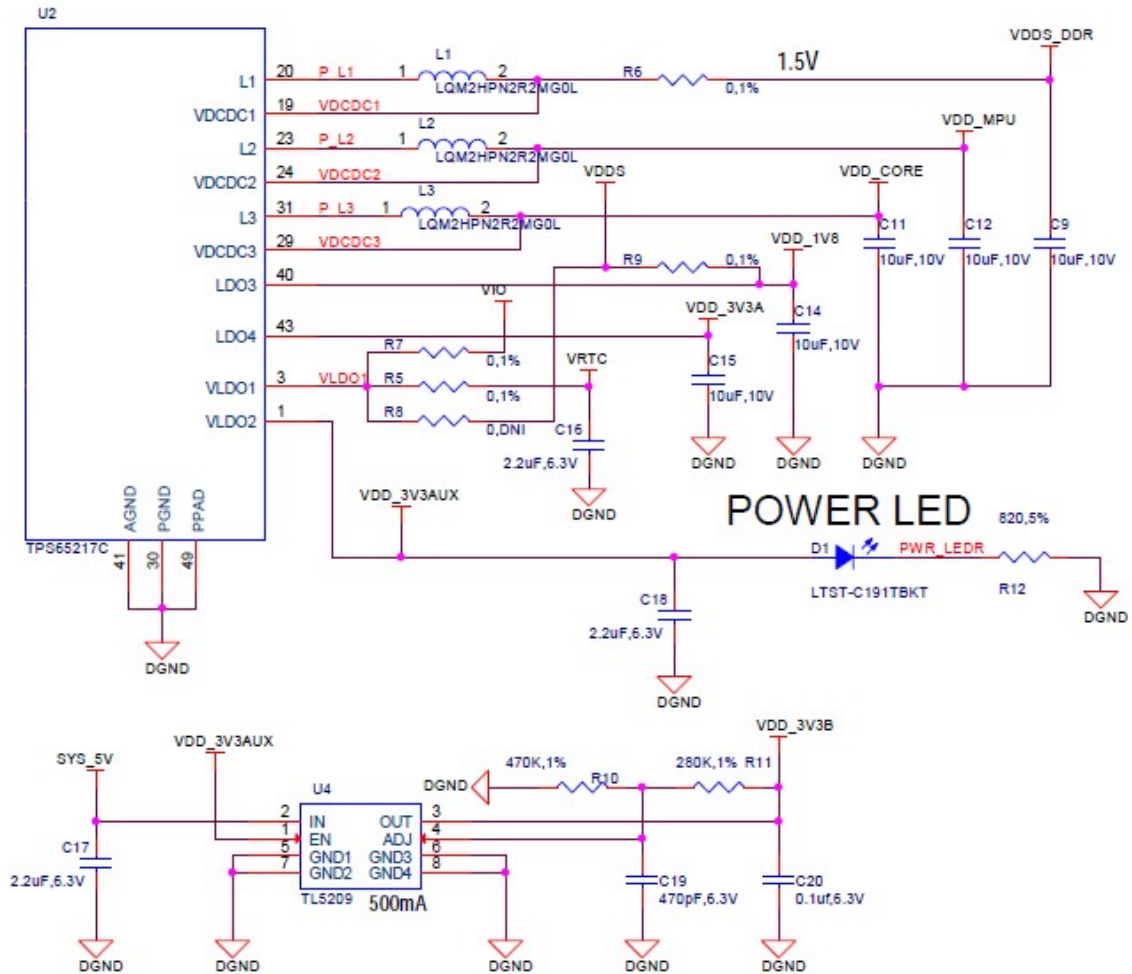 U2
L1
20
P_L1
1
L1
2
LQM2HPN2R2MG0L
R6
0,1%
1.5V
VDDS_DDR
VDCDC1
19
VDCDC1
L2
23
P_L2
1
L2
2
LQM2HPN2R2MG0L
VDD_MPU
VDCDC2
24
VDCDC2
VDDS
VDD_CORE
L3
31
P_L3
1
L3
2
LQM2HPN2R2MG0L
C11
10uF,10V
C12
10uF,10V
C9
10uF,10V
VDCDC3
29
VDCDC3
VDD_1V8
R9
0,1%
LDO3
40
VIO
VDD_3V3A
C14
10uF,10V
LDO4
43
R7
0,1%
VRTC
C15
10uF,10V
VLDO1
3
VLDO1
R5
0,1%
VLDO2
1
R8
0,DNI
C16
2.2uF,6.3V
DGND
DGND
DGND
DGND
AGND
PGND
PPAD
TPS65217C
41
30
49
DGND
VDD_3V3AUX
POWER LED
D1
PWR_LEDR
820,5%
LTST-C191TBKT
R12
DGND
C18
2.2uF,6.3V
DGND
SYS_5V
VDD_3V3AUX
VDD_3V3B
DGND
470K,1%
R10
280K,1%
R11
U4
2
IN
OUT
3
1
EN
ADJ
4
5
GND1
GND3
6
7
GND2
GND4
8
TL5209
500mA
C17
2.2uF,6.3V
C19
470pF,6.3V
C20
0.1uf,6.3V
DGND
DGND
DGND
DGND
DGND